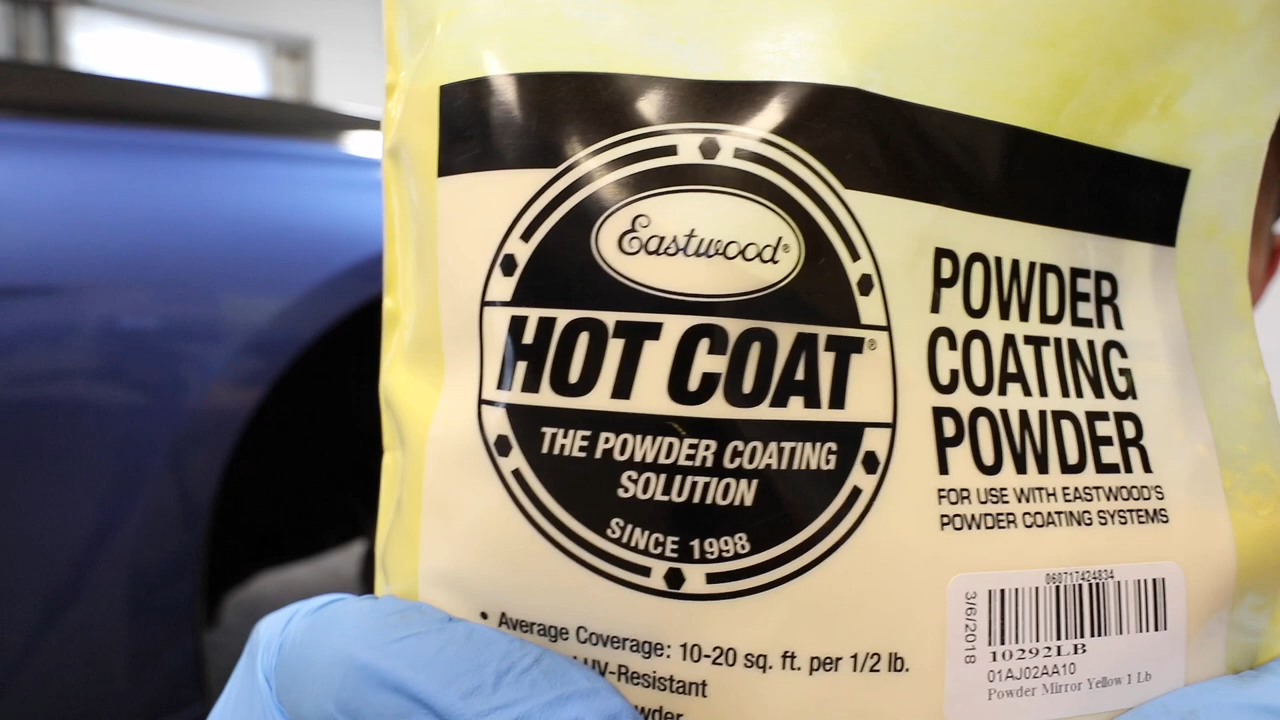 Eastwood®
HOT COAT®
THE POWDER COATING
SOLUTION
SINCE 1998
POWDER
COATING
POWDER
FOR USE WITH EASTWOOD'S
POWDER COATING SYSTEMS
• Average Coverage: 10-20 sq. ft. per 1/2 lb.
UV-Resistant
060717424834
3/6/2018
10292LB
01AJ02AA10
Powder Mirror Yellow 1 Lb